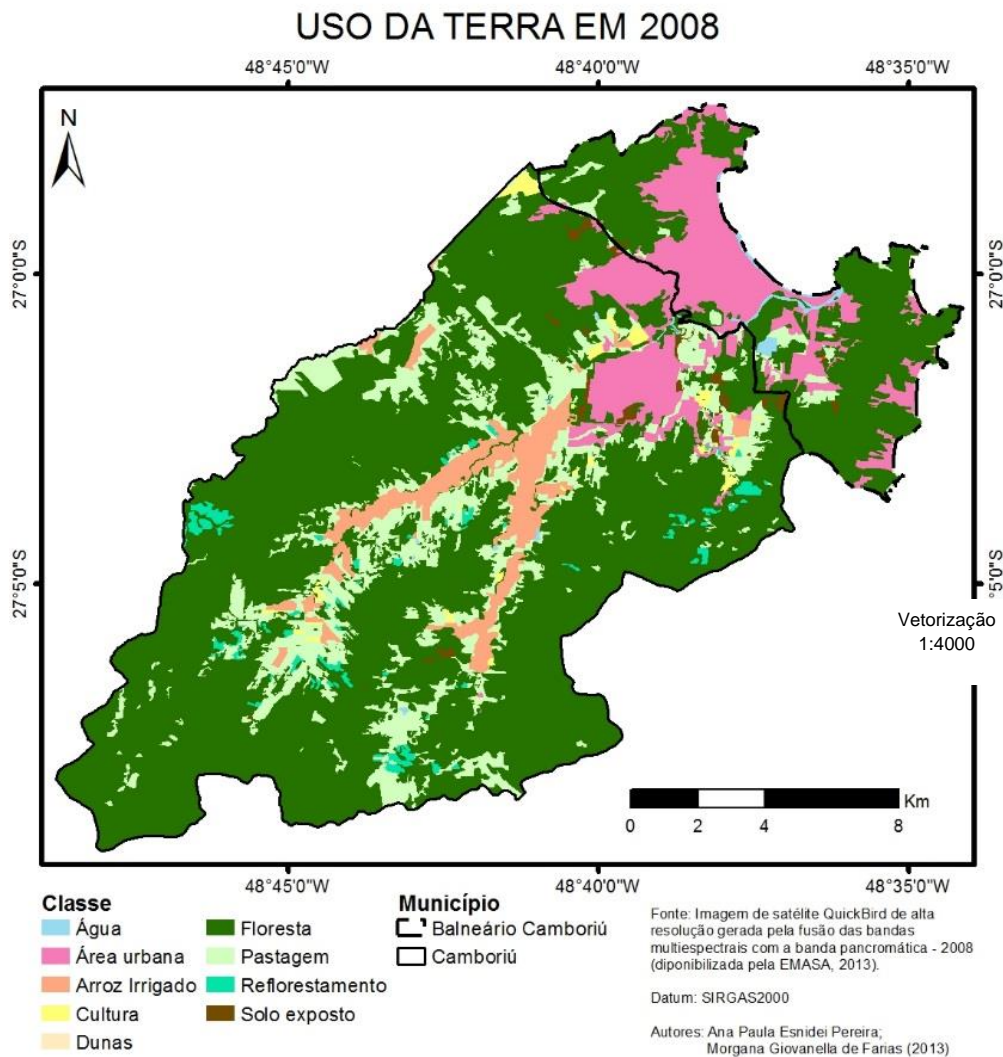 USO DA TERRA EM 2008
48°45'0"W 48°40'0"W 48°35'0"W
N
27°0'0"S 27°0'0"S
27°5'0"S 27°5'0"S
Vetorização
1:4000
Km
0 2 4 8
48°45'0"W 48°40'0"W 48°35'0"W
Classe
Água
Área urbana
Arroz Irrigado
Cultura
Dunas
Floresta
Pastagem
Reflorestamento
Solo exposto
Município
Balneário Camboriú
Camboriú
Fonte: Imagem de satélite QuickBird de alta
resolução gerada pela fusão das bandas
multiespectrais com a banda pancromática - 2008
(diponibilizada pela EMASA, 2013).
Datum: SIRGAS2000
Autores: Ana Paula Esnidei Pereira;
Morgana Giovanella de Farias (2013)